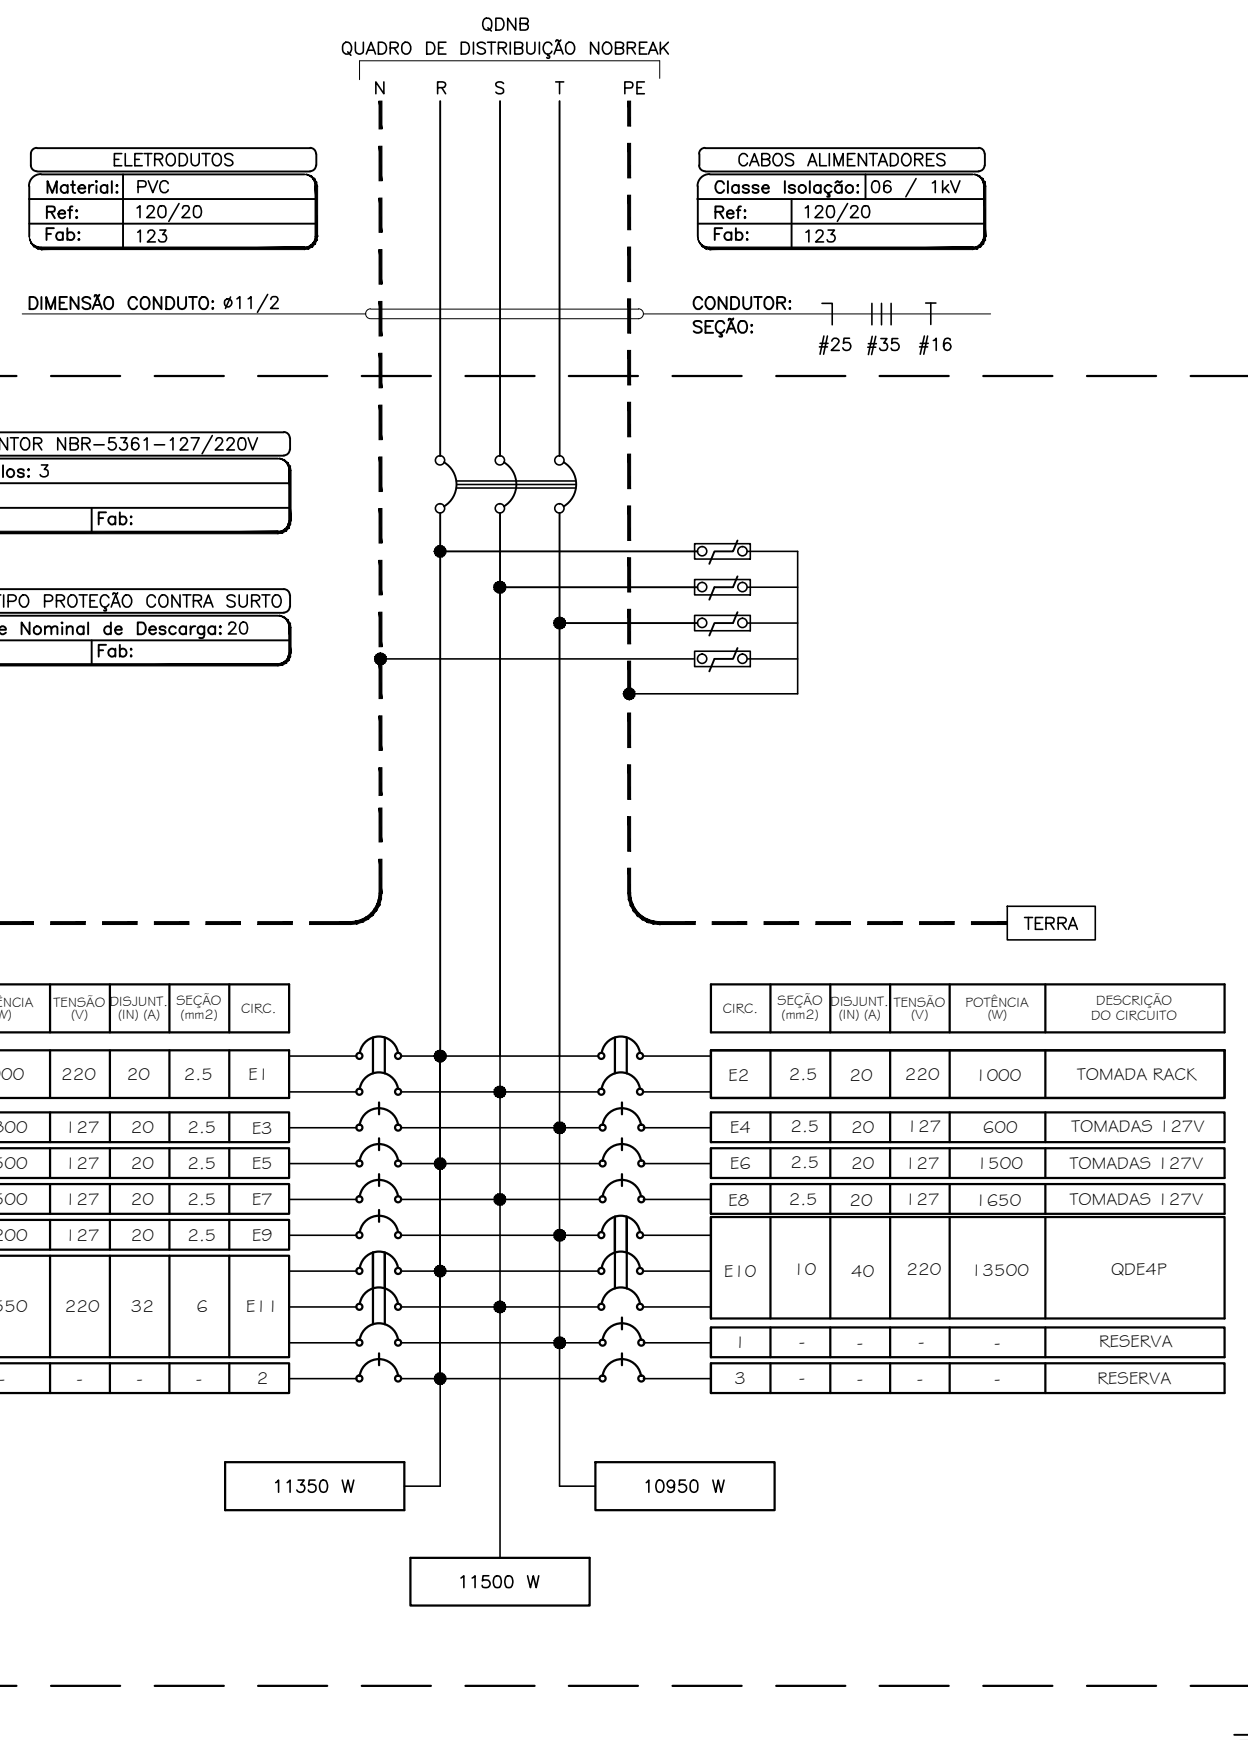 QDNB
QUADRO DE DISTRIBUIÇÃO NOBREAK
N R S T PE
ELETRODUTOS
Material: PVC
Ref: 120/20
Fab: 123
CABOS ALIMENTADORES
Classe Isolação: 06 / 1kV
Ref: 120/20
Fab: 123
DIMENSÃO CONDUTO: ø11/2
CONDUTOR:
SEÇÃO:
#25 #35 #16
NTOR NBR-5361-127/220V
los: 3
Fab:
TIPO PROTEÇÃO CONTRA SURTO
e Nominal de Descarga: 20
Fab:
TERRA
ÊNCIA TENSÃO DISJUNT. SEÇÃO CIRC.
W) (V) (IN) (A) (mm2)
00 220 20 2.5 E1
300 127 20 2.5 E3
500 127 20 2.5 E5
500 127 20 2.5 E7
200 127 20 2.5 E9
550 220 32 6 E11
- - - - 2
CIRC. SEÇÃO DISJUNT. TENSÃO POTÊNCIA DESCRIÇÃO
(mm2) (IN) (A) (V) (W) DO CIRCUITO
E2 2.5 20 220 1000 TOMADA RACK
E4 2.5 20 127 600 TOMADAS 127V
E6 2.5 20 127 1500 TOMADAS 127V
E8 2.5 20 127 1650 TOMADAS 127V
E10 10 40 220 13500 QDE4P
1 - - - - RESERVA
3 - - - - RESERVA
11350 W
10950 W
11500 W